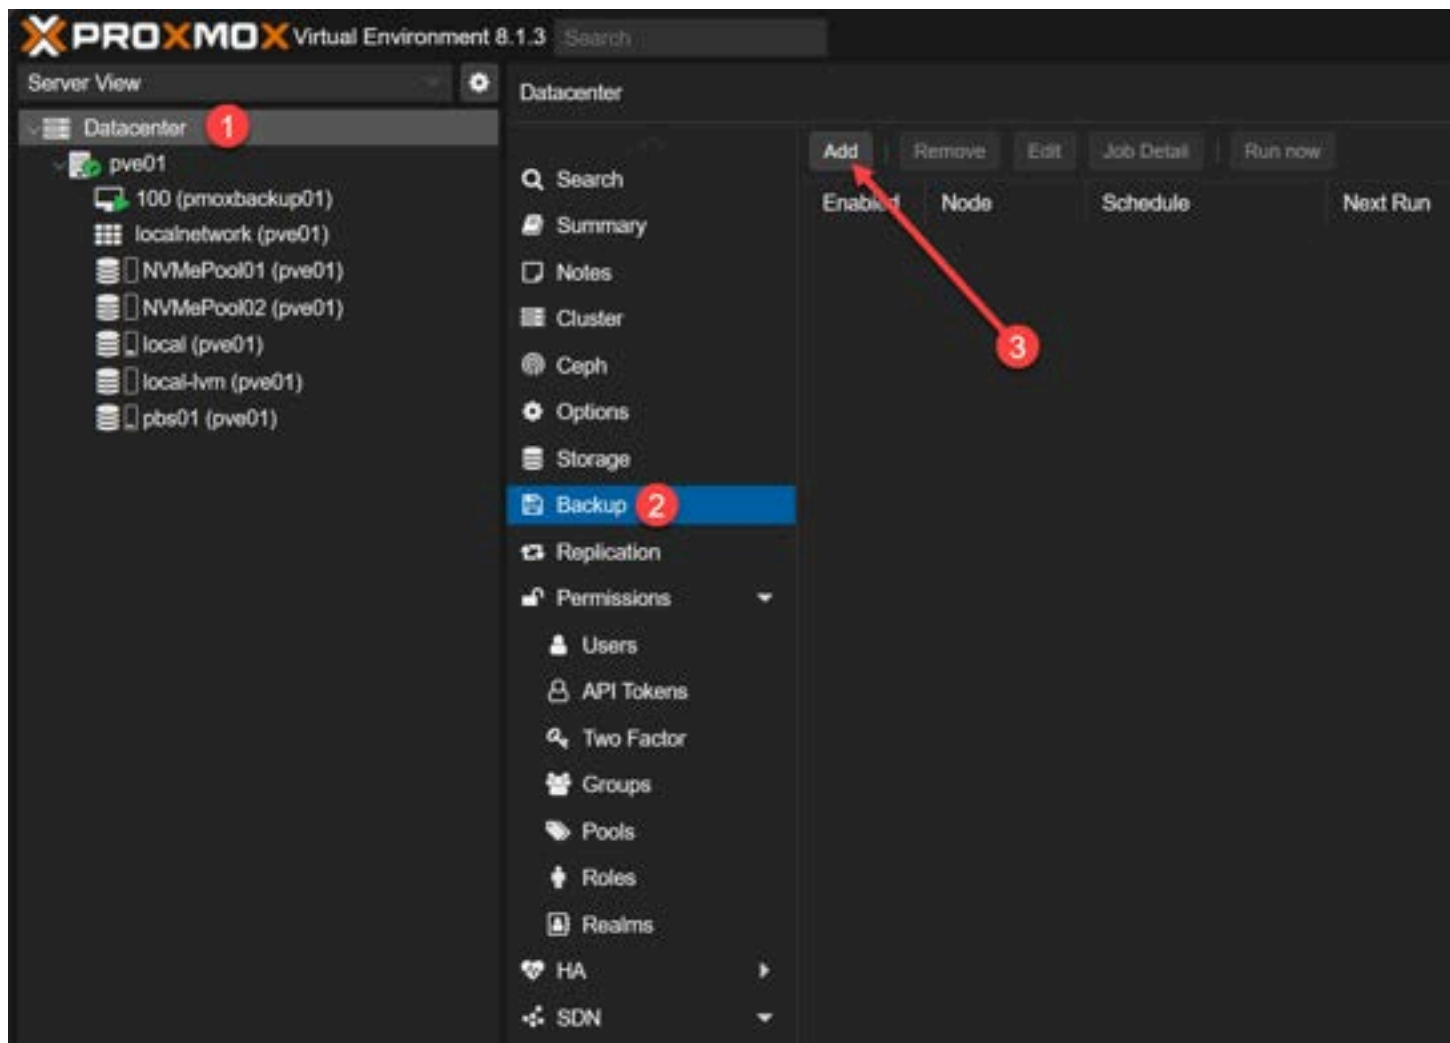 PROXMOX Virtual Environment 8.1.3 Search
Server View
Datacenter 1
pve01
100 (pmoxbackup01)
localnetwork (pve01)
NVMePool01 (pve01)
NVMePool02 (pve01)
local (pve01)
local-lvm (pve01)
pbs01 (pve01)
Datacenter
Search
Summary
Notes
Cluster
Ceph
Options
Storage
Backup 2
Replication
Permissions
Users
API Tokens
Two Factor
Groups
Pools
Roles
Realms
HA
SDN
Add Remove Edit Job Detail Run now
Enabled Node Schedule Next Run
3